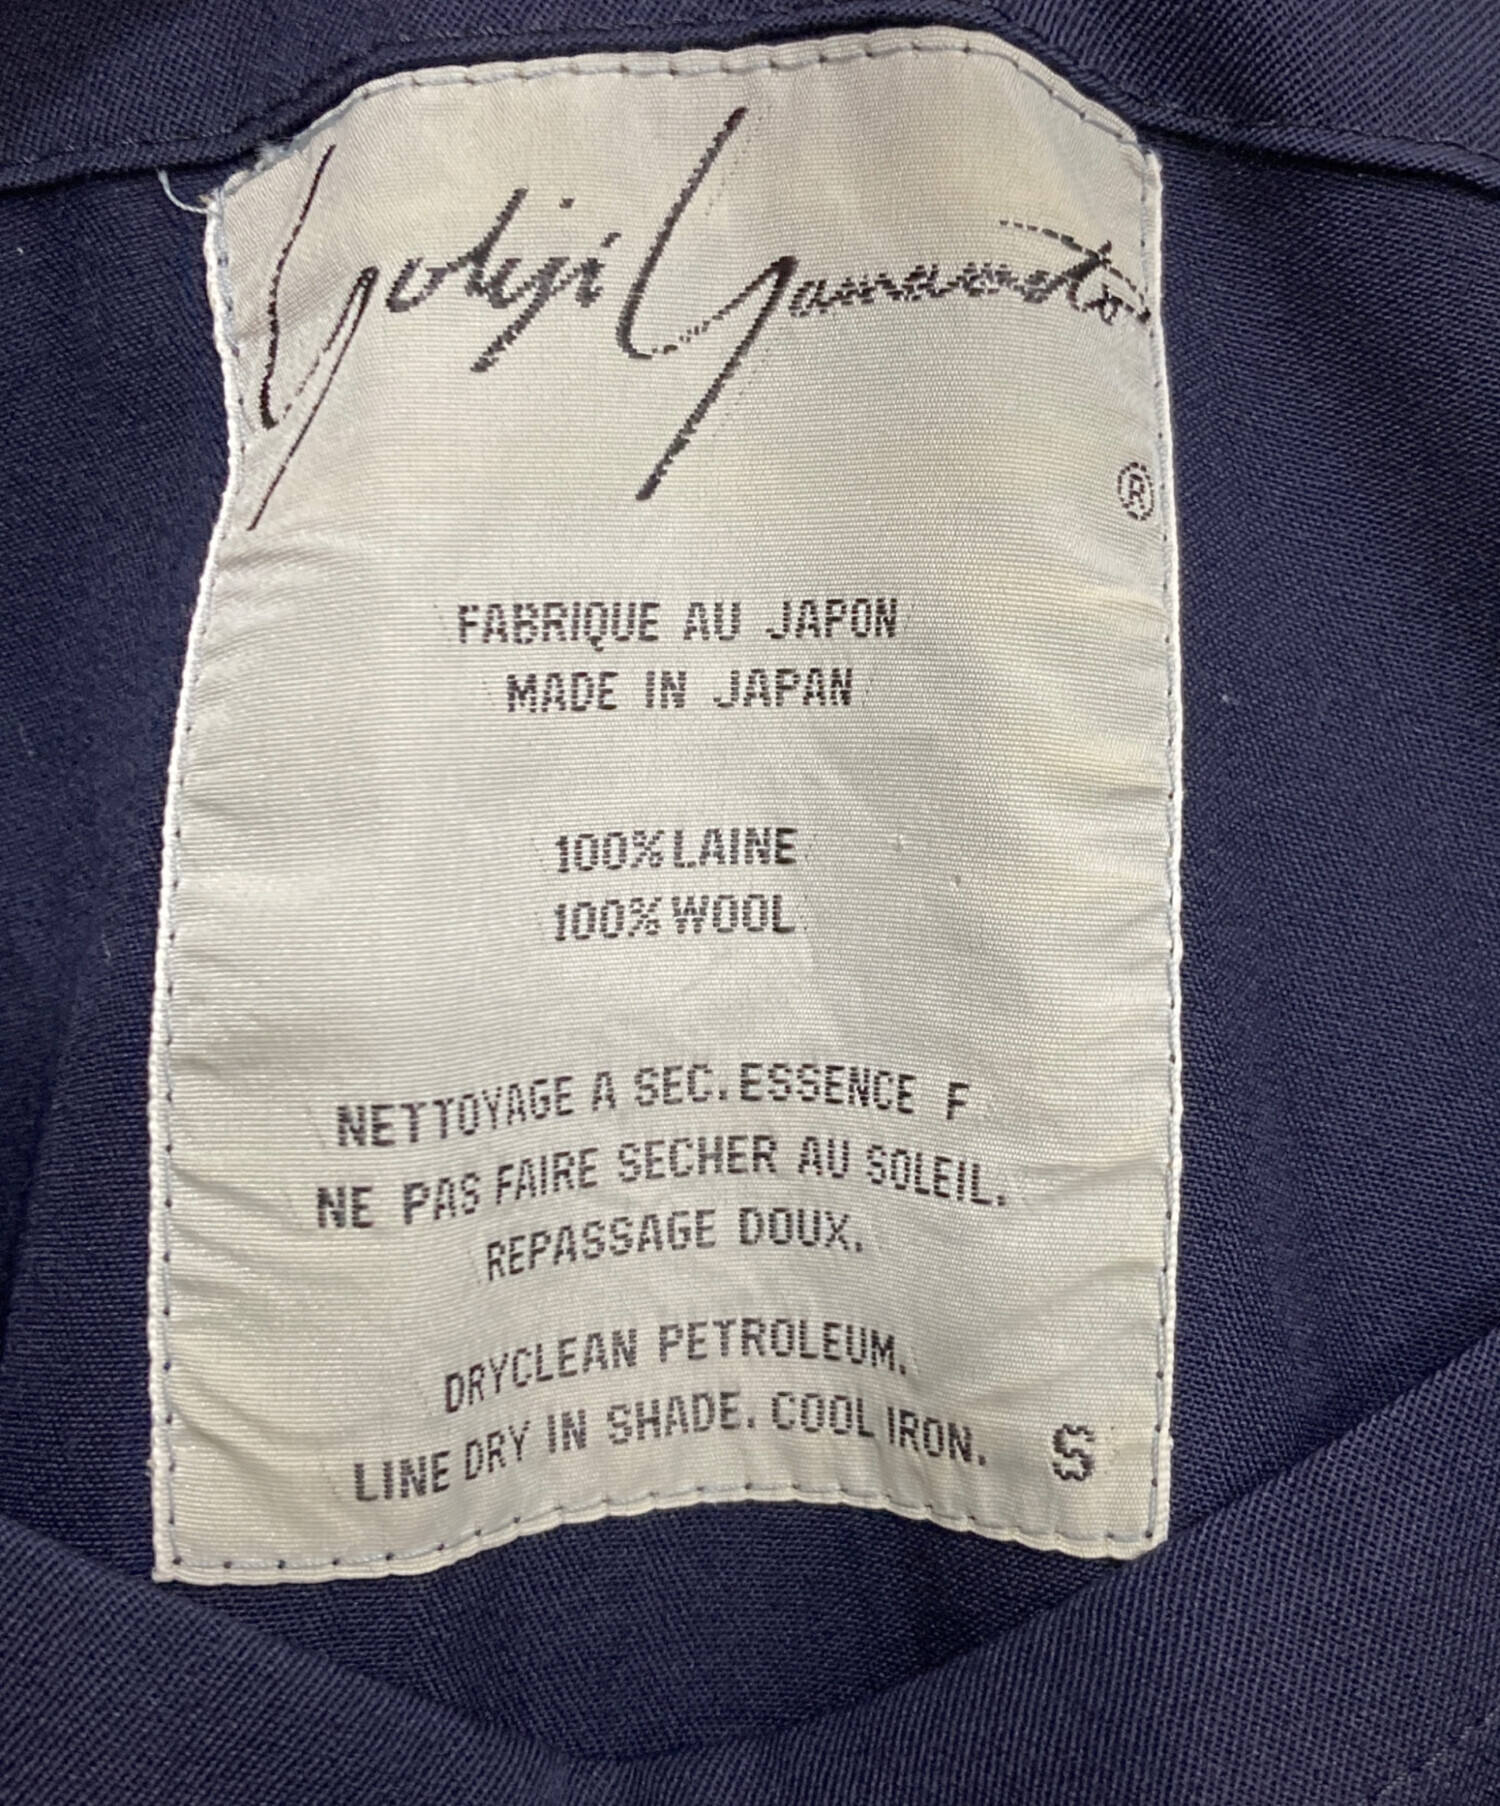 Yohji Yamamoto
®
FABRIQUE AU JAPON
MADE IN JAPAN
100% LAINE
100% WOOL
NETTOYAGE A SEC. ESSENCE F
NE PAS FAIRE SECHER AU SOLEIL.
REPASSAGE DOUX.
DRYCLEAN PETROLEUM.
LINE DRY IN SHADE. COOL IRON. S